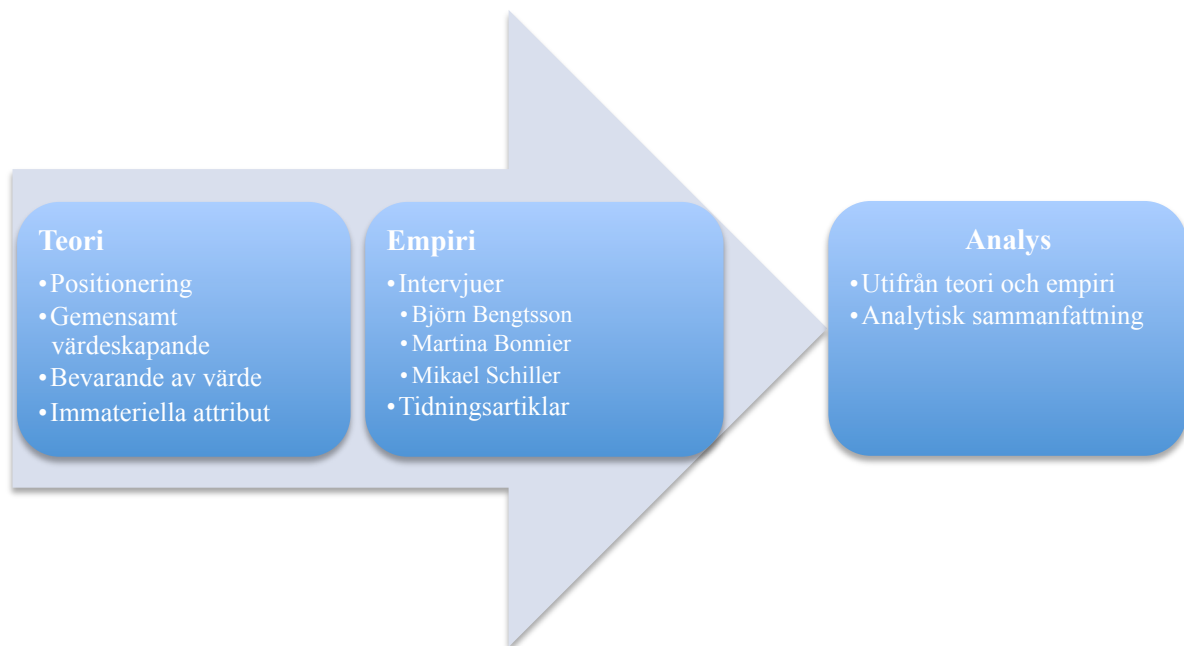 Teori
•Positionering
•Gemensamt
värdeskapande
•Bevarande av värde
•Immateriella attribut
Empiri
•Intervjuer
•Björn Bengtsson
•Martina Bonnier
•Mikael Schiller
•Tidningsartiklar
Analys
•Utifrån teori och empiri
•Analytisk sammanfattning